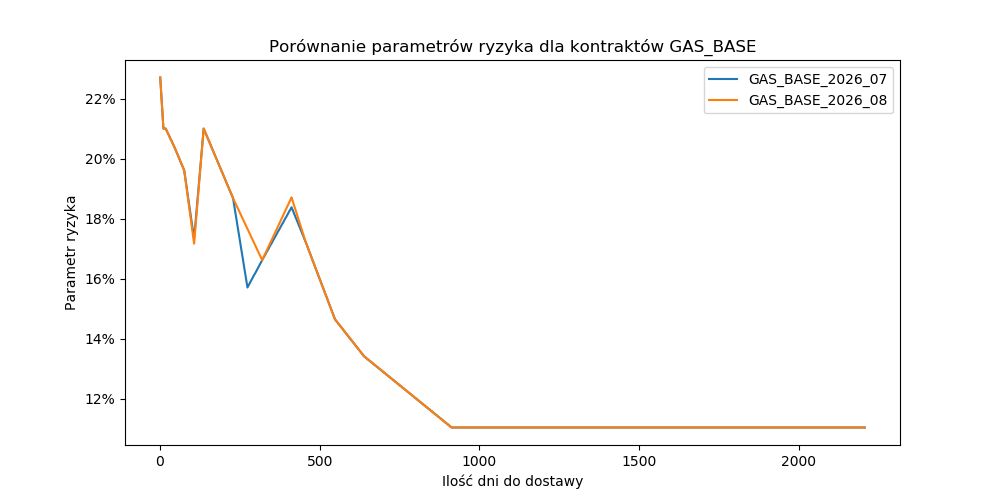 Porównanie parametrów ryzyka dla kontraktów GAS_BASE
GAS_BASE_2026_07
GAS_BASE_2026_08
22%
20%
18%
16%
14%
12%
Parametr ryzyka
0 500 1000 1500 2000
Ilość dni do dostawy